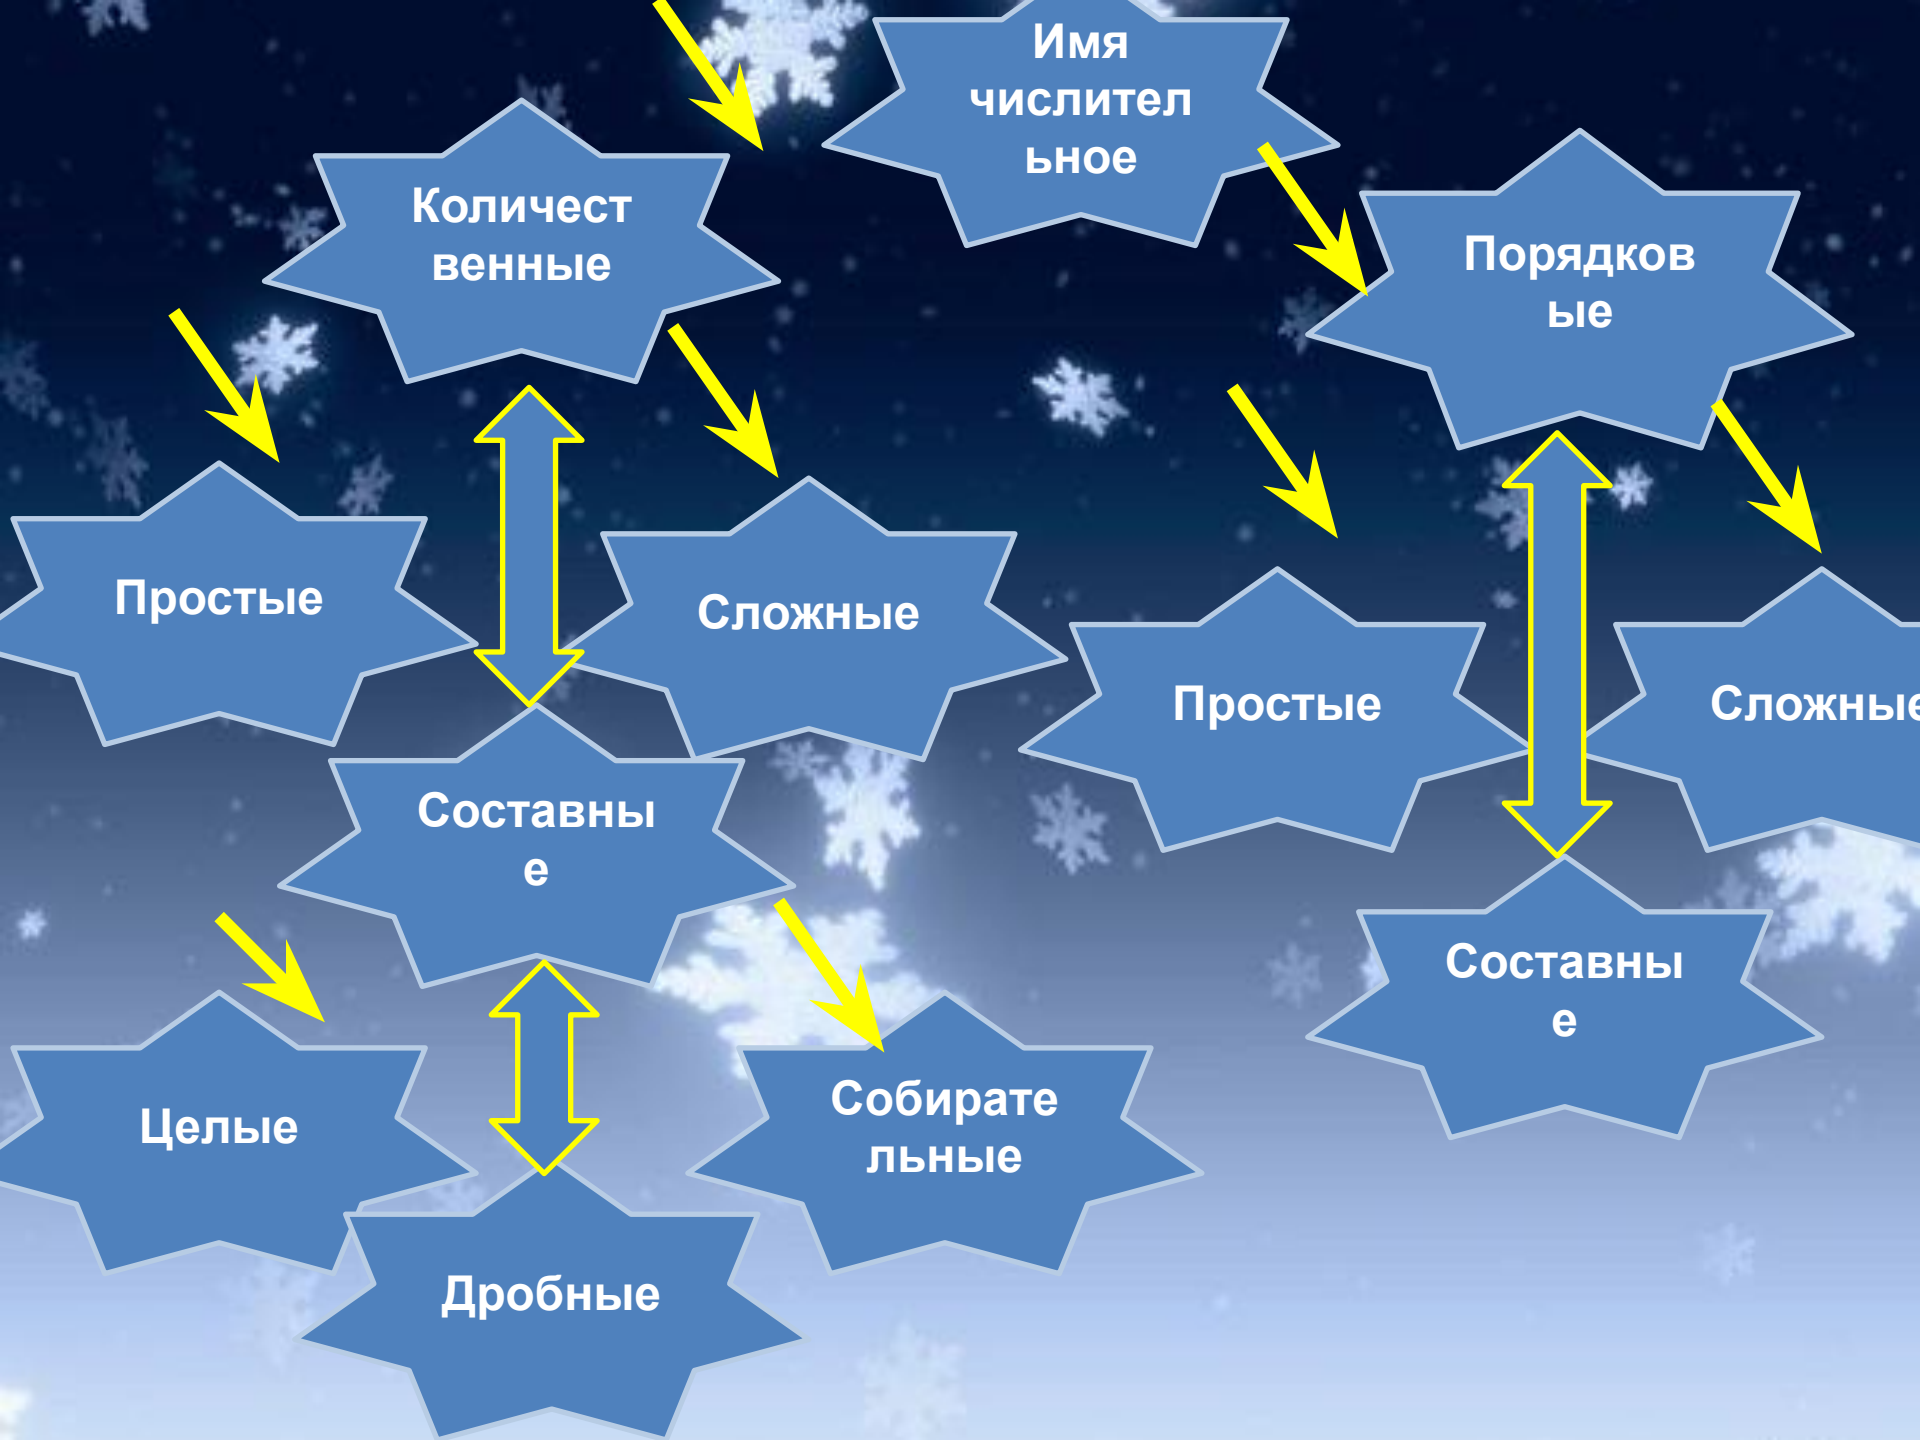 Имя
числител
ьное
Количест
венные
Порядков
ые
Простые
Сложные
Простые
Сложные
Составны
е
Составны
е
Целые
Собирате
льные
Дробные